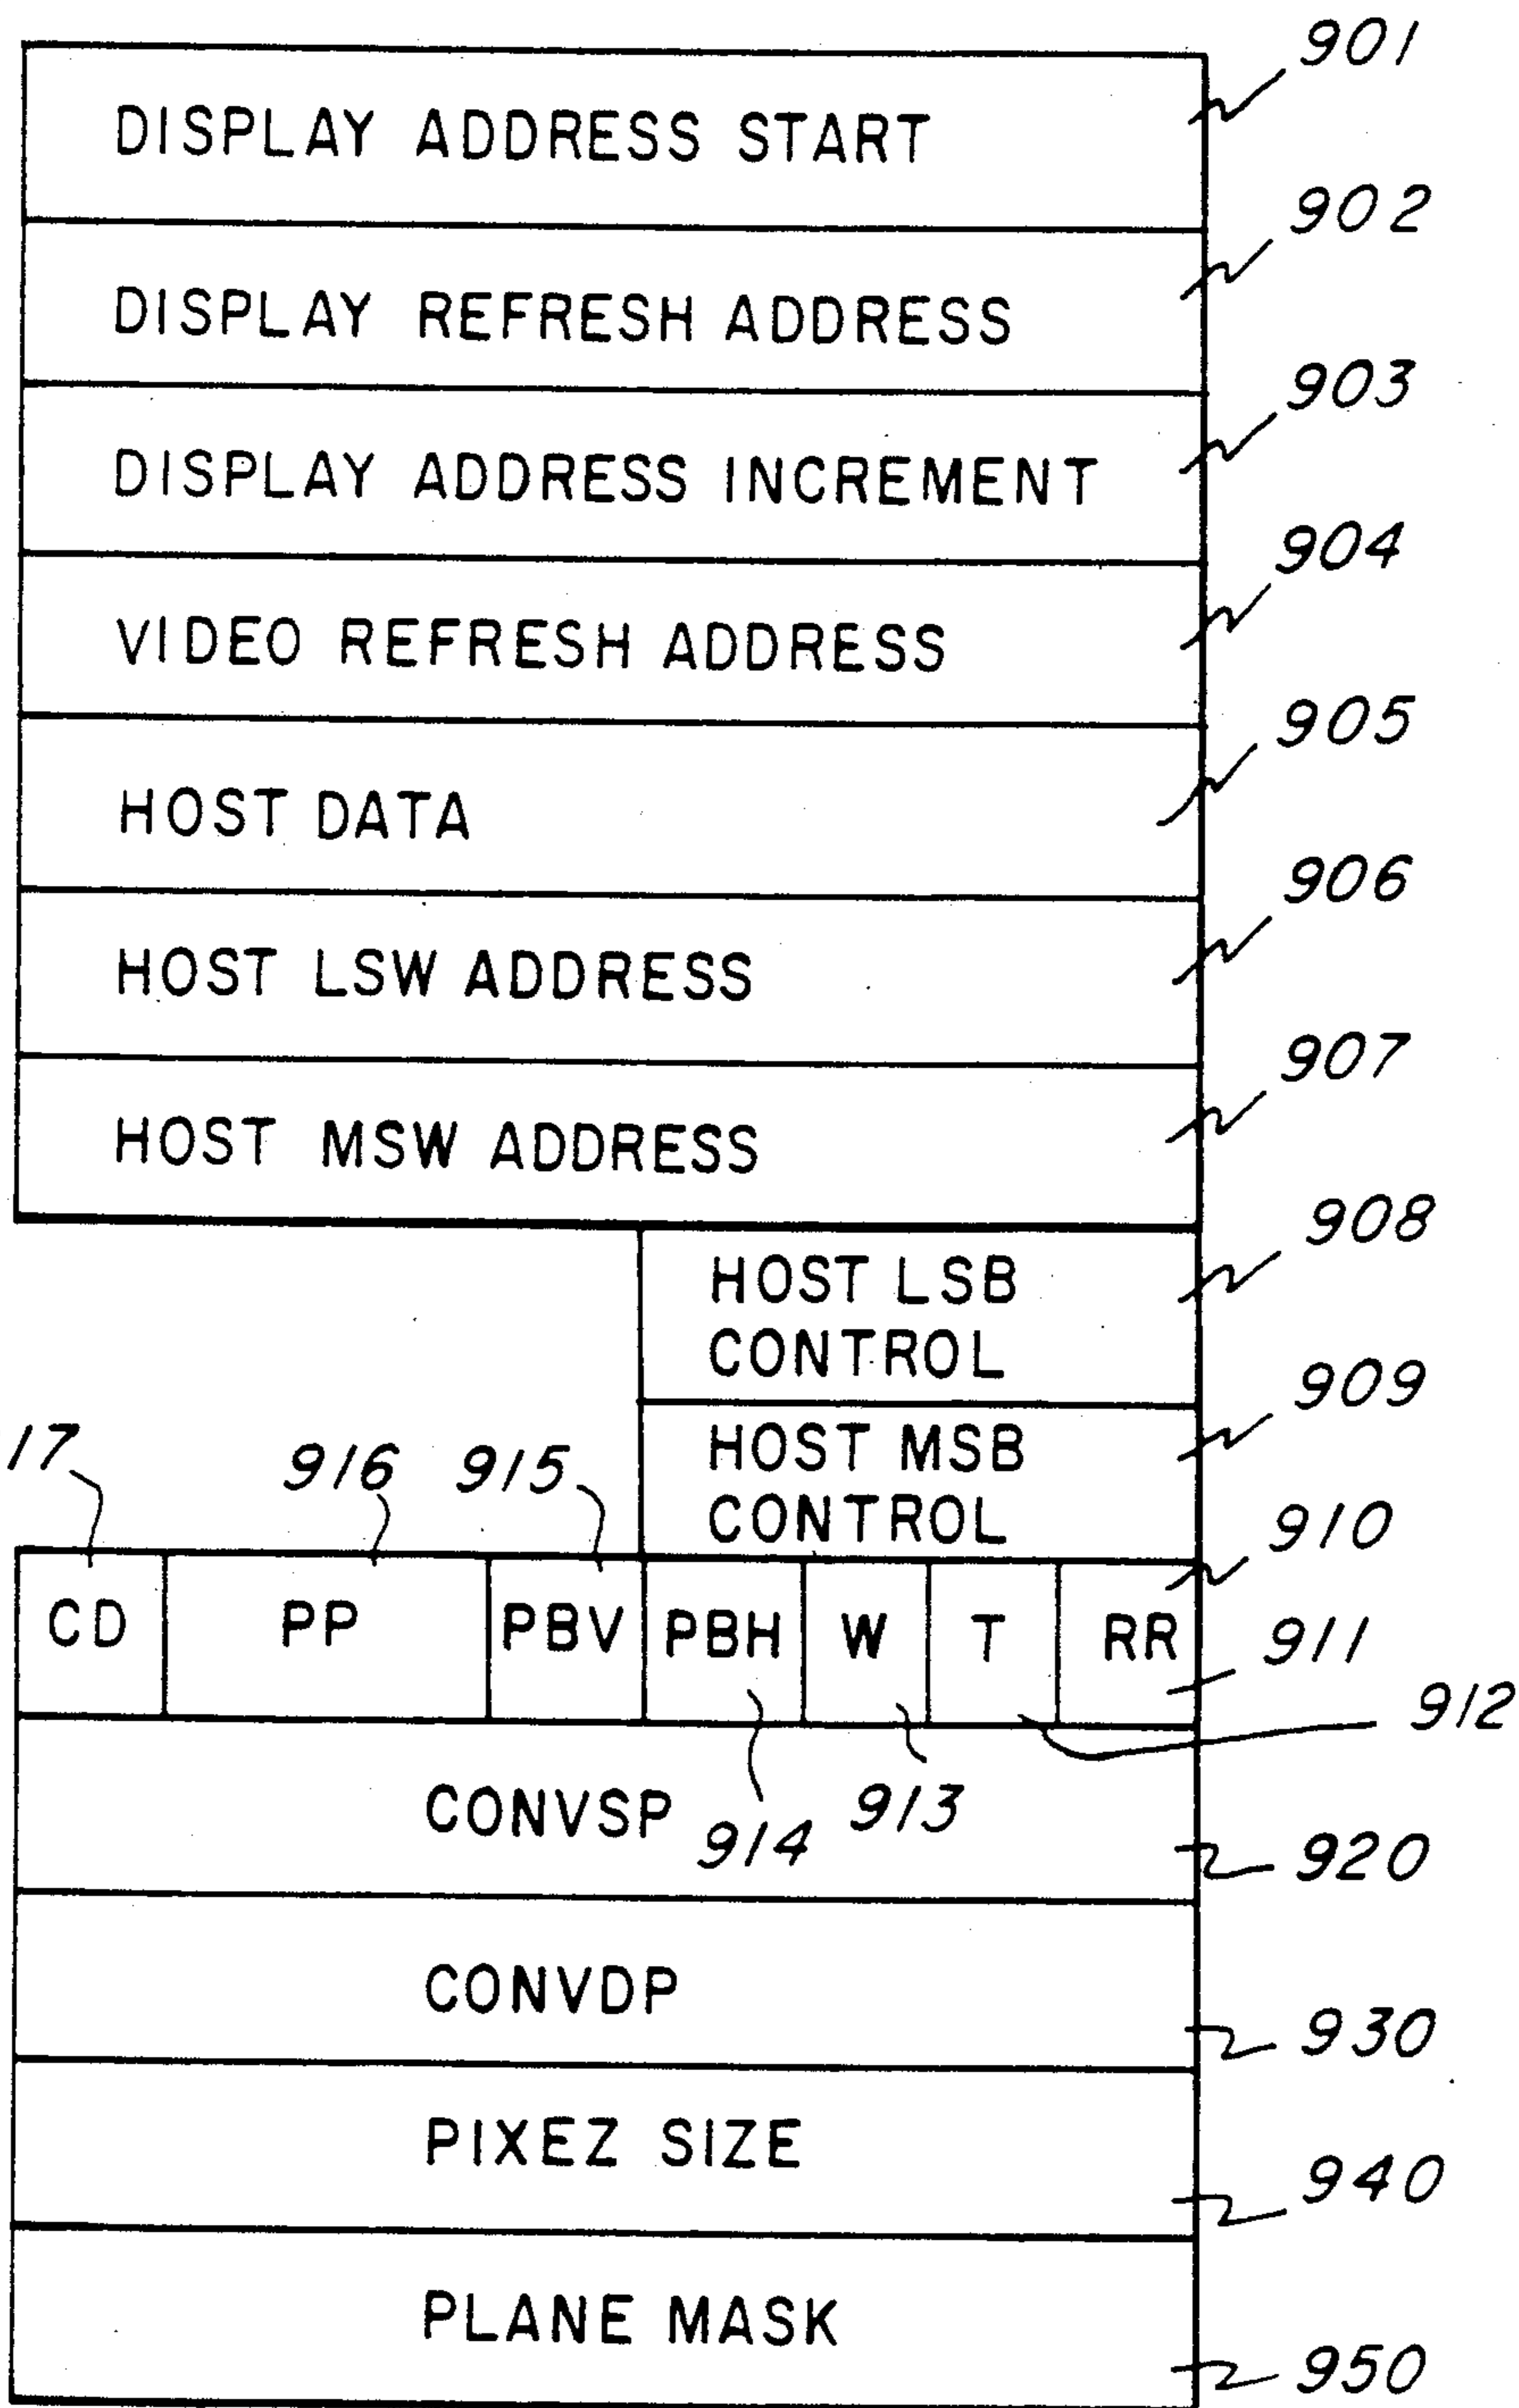 901
DISPLAY ADDRESS START
902
DISPLAY REFRESH ADDRESS
903
DISPLAY ADDRESS INCREMENT
904
VIDEO REFRESH ADDRESS
905
HOST DATA
906
HOST LSW ADDRESS
907
HOST MSW ADDRESS
908
HOST LSB
CONTROL
909
HOST MSB
CONTROL
17 916 915 910
CD PP PBV PBH W T RR 911
912
CONVSP 914 913 920
CONVDP
930
PIXEZ SIZE
940
PLANE MASK
950